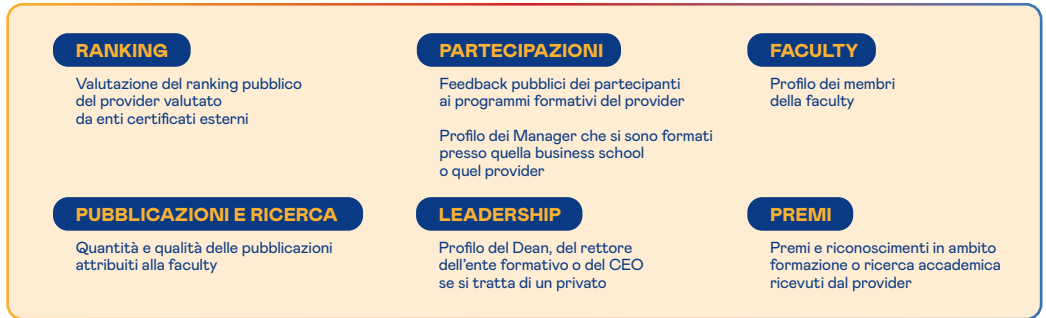 RANKING
Valutazione del ranking pubblico
del provider valutato
da enti certificati esterni
PARTECIPAZIONI
Feedback pubblici dei partecipanti
ai programmi formativi del provider
Profilo dei Manager che si sono formati
presso quella business school
o quel provider
FACULTY
Profilo dei membri
della faculty
PUBBLICAZIONI E RICERCA
Quantità e qualità delle pubblicazioni
attribuiti alla faculty
LEADERSHIP
Profilo del Dean, del rettore
dell'ente formativo o del CEO
se si tratta di un privato
PREMI
Premi e riconoscimenti in ambito
formazione o ricerca accademica
ricevuti dal provider